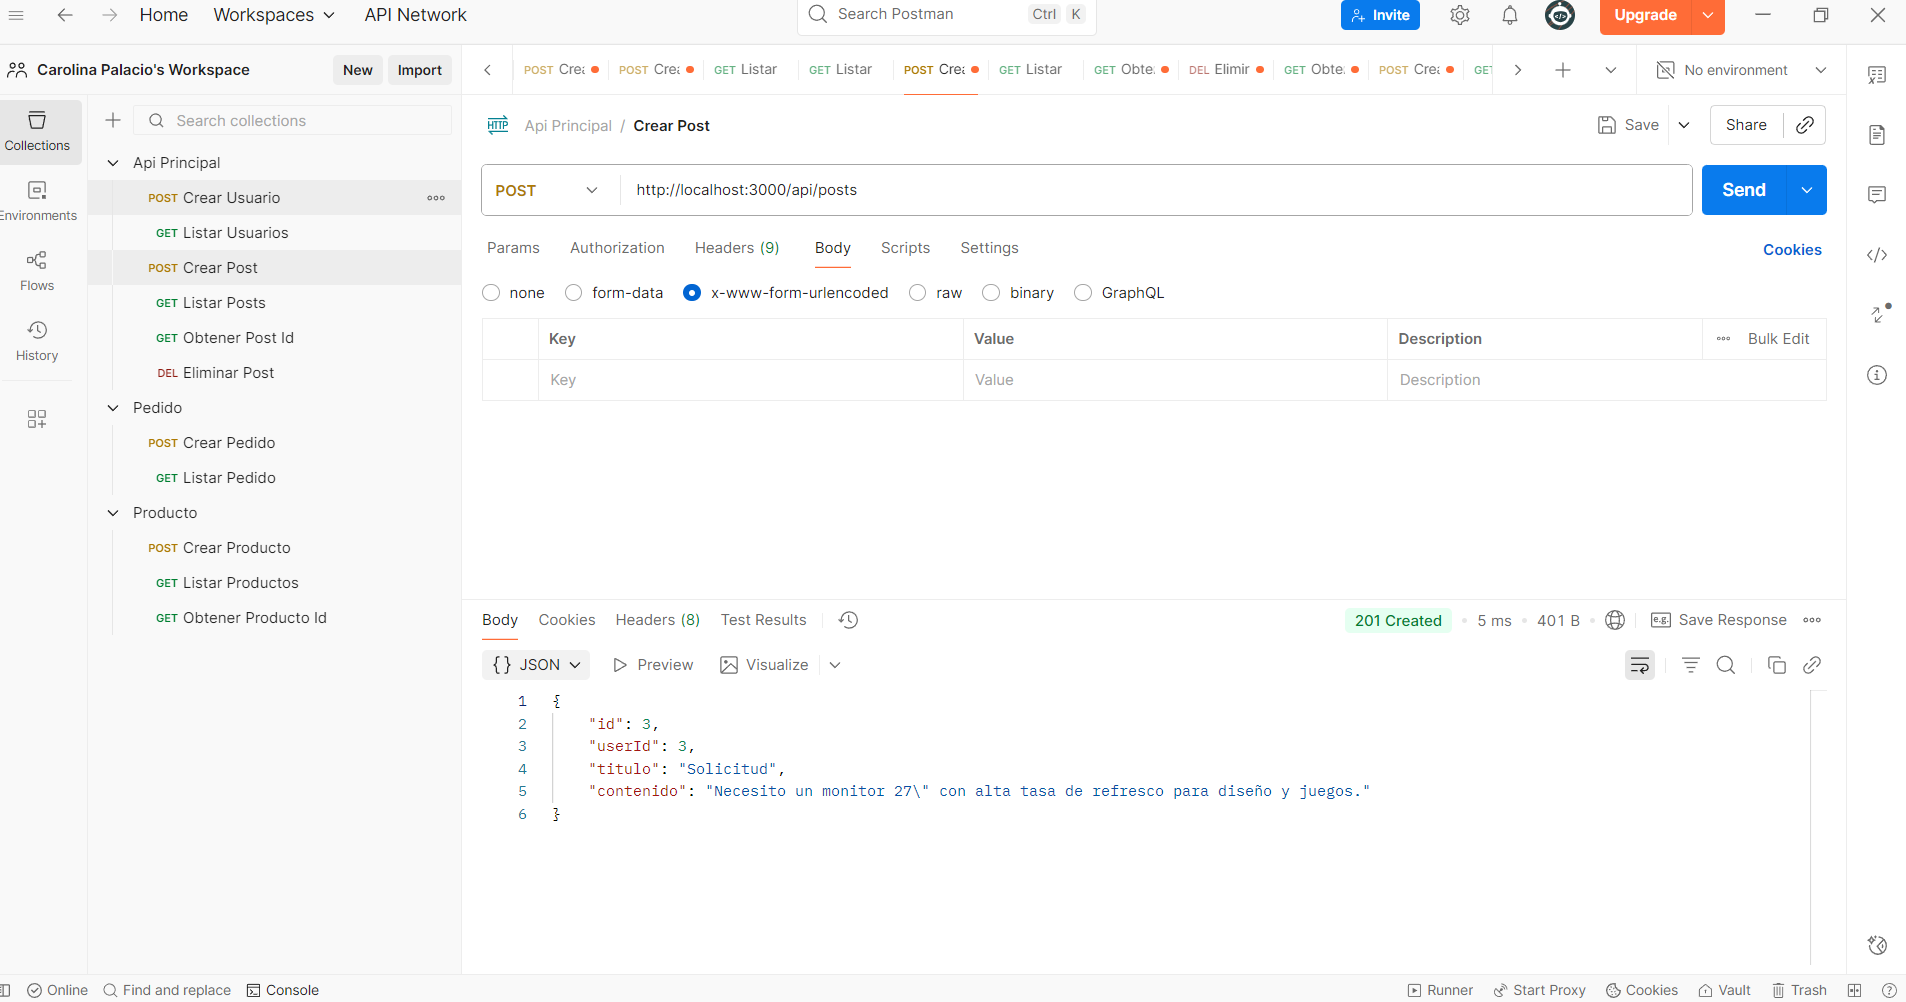 Home Workspaces API Network Search Postman Ctrl K Invite Upgrade
Carolina Palacio's Workspace New Import
POST Crea POST Crea GET Listar GET Listar POST Crea GET Listar GET Obte DEL Elimir GET Obte POST Crea GET No environment
Collections
Environments
Flows
History
Search collections
Api Principal
POST Crear Usuario
GET Listar Usuarios
POST Crear Post
GET Listar Posts
GET Obtener Post Id
DEL Eliminar Post
Pedido
POST Crear Pedido
GET Listar Pedido
Producto
POST Crear Producto
GET Listar Productos
GET Obtener Producto Id
HTTP Api Principal / Crear Post Save Share
POST http://localhost:3000/api/posts Send
Params Authorization Headers (9) Body Scripts Settings Cookies
none form-data x-www-form-urlencoded raw binary GraphQL
Key Value Description Bulk Edit
Key Value Description
Body Cookies Headers (8) Test Results 201 Created 5 ms 401 B e.g. Save Response
{} JSON Preview Visualize
1 {
2 "id": 3,
3 "userId": 3,
4 "titulo": "Solicitud",
5 "contenido": "Necesito un monitor 27\" con alta tasa de refresco para diseño y juegos."
6 }
Online Find and replace Console Runner Start Proxy Cookies Vault Trash